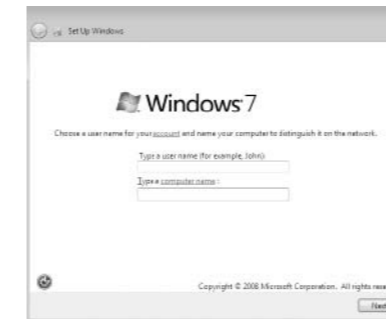 Set Up Windows
Windows 7
Choose a user name for your account and name your computer to distinguish it on the network.
Type a user name (for example, John):
Type a computer name :
Copyright © 2008 Microsoft Corporation. All rights rese
Next